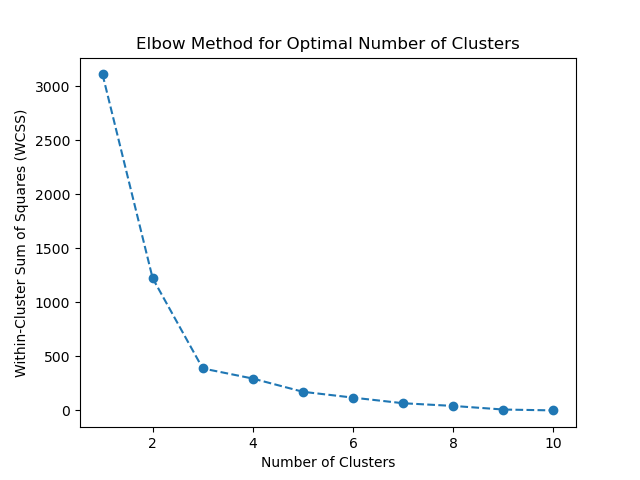 Elbow Method for Optimal Number of Clusters
Within-Cluster Sum of Squares (WCSS)
3000
2500
2000
1500
1000
500
0
2 4 6 8 10
Number of Clusters